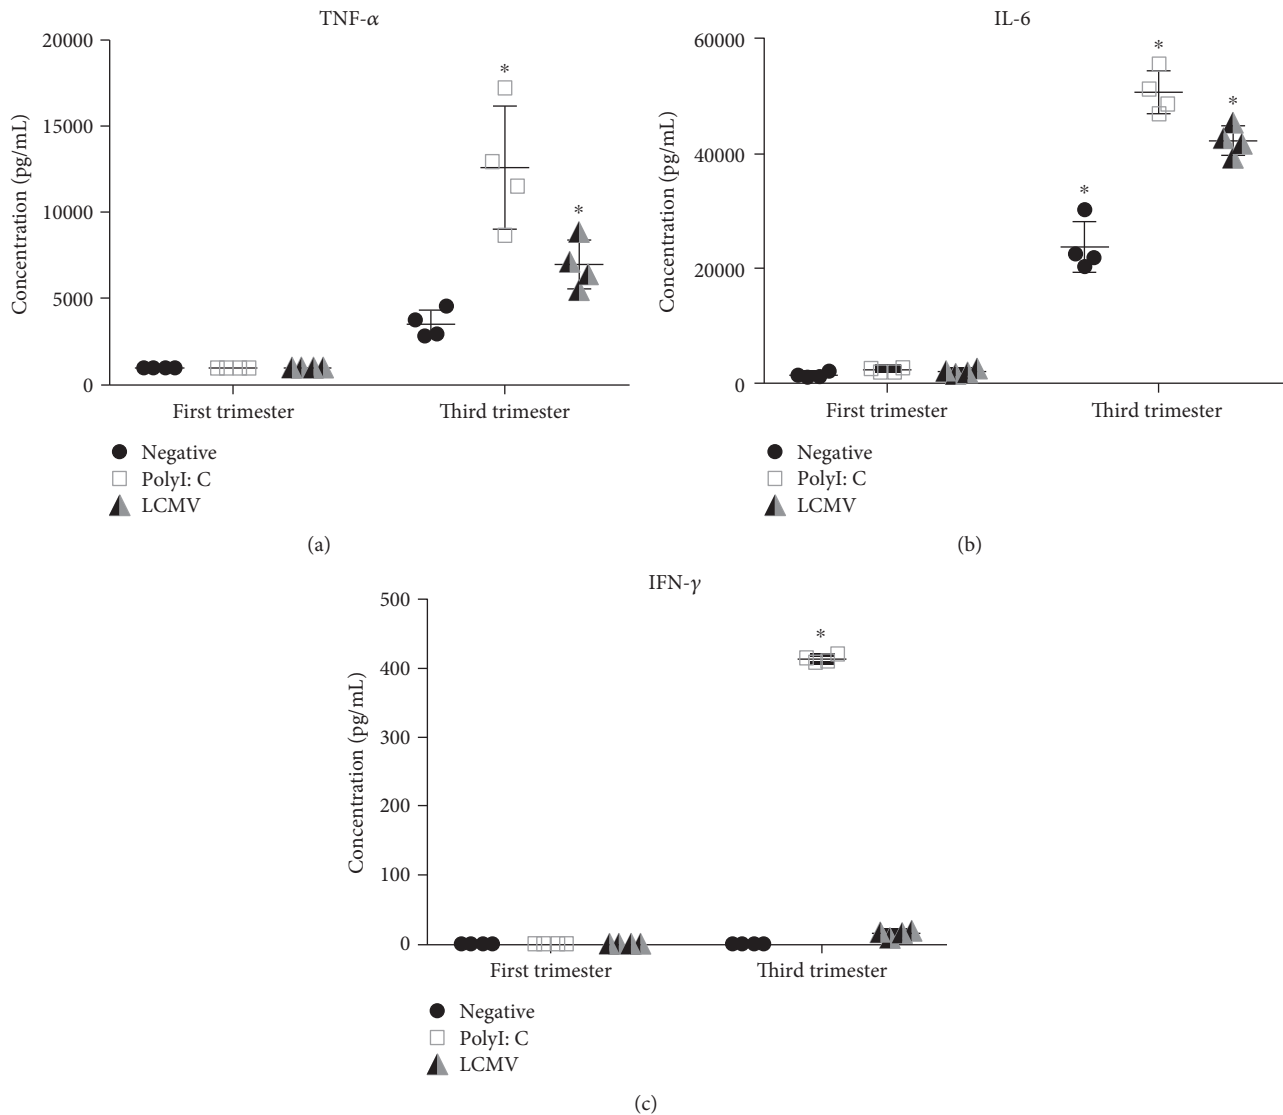 TNF-α
Concentration (pg/mL)
20000
15000
10000
5000
0
*
*
First trimester
Third trimester
Negative
PolyI: C
LCMV
(a)
IL-6
Concentration (pg/mL)
60000
40000
20000
0
*
*
*
First trimester
Third trimester
Negative
PolyI: C
LCMV
(b)
IFN-γ
Concentration (pg/mL)
500
400
300
200
100
0
*
First trimester
Third trimester
Negative
PolyI: C
LCMV
(c)